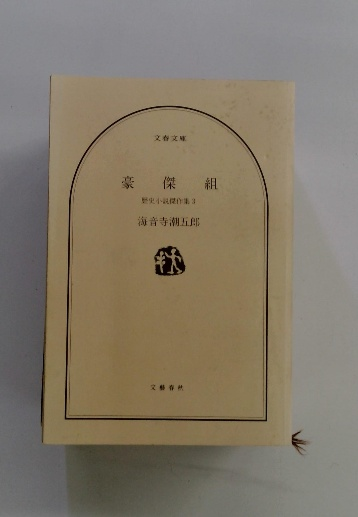 文春文庫
豪傑組
歴史小説傑作集3
海音寺潮五郎
文藝春秋